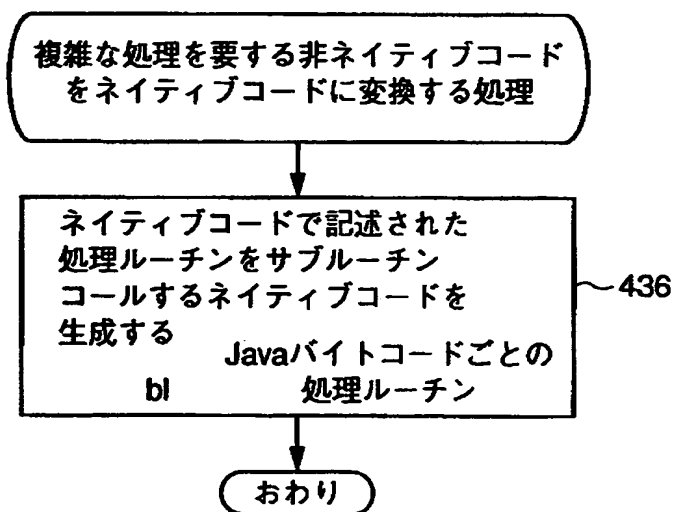 複雑な処理を要する非ネイティブコード
をネイティブコードに変換する処理
ネイティブコードで記述された
処理ルーチンをサブルーチン
コールするネイティブコードを
生成する
Javaバイトコードごとの
bl 処理ルーチン
436
おわり